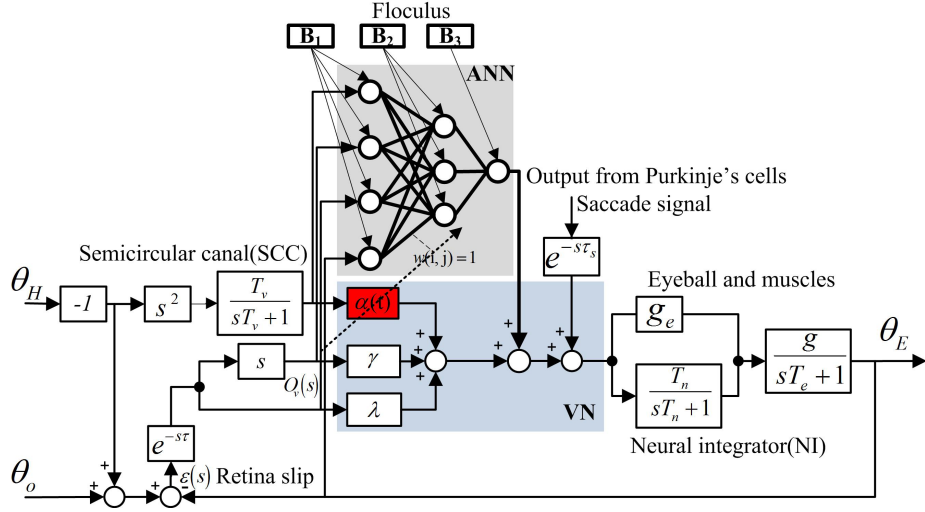 Floculus
B₁ B₂ B₃
ANN
Output from Purkinje's cells
Saccade signal
w(i, j) = 1
e^{-sτ_s}
Semicircular canal(SCC)
θ_H
-1
s²
T_v
sT_v + 1
α(t)
Eyeball and muscles
g_e
θ_E
g
sT_e + 1
s
O_v(s)
γ
T_n
sT_n + 1
λ
VN
Neural integrator(NI)
e^{-sτ}
ε(s) Retina slip
θ_o
+ + + + + + + + + + -